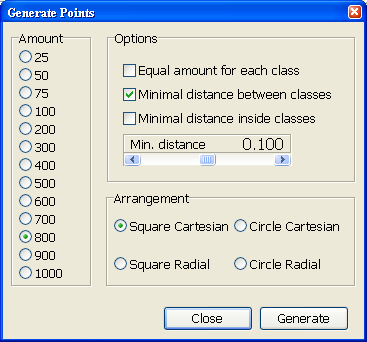 Generate Points
Amount
25
50
75
100
200
300
400
500
600
700
800
900
1000
Options
Equal amount for each class
Minimal distance between classes
Minimal distance inside classes
Min. distance 0.100
Arrangement
Square Cartesian Circle Cartesian
Square Radial Circle Radial
Close Generate